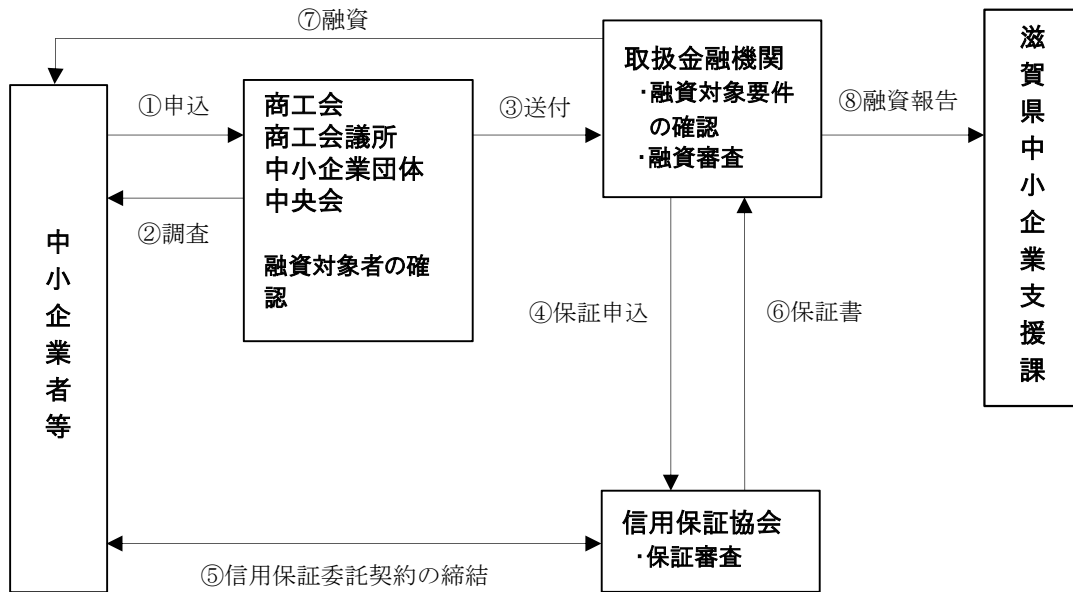 ⑦融資
中小企業者等
①申込
②調査
商工会
商工会議所
中小企業団体
中央会
融資対象者の確
認
③送付
取扱金融機関
・融資対象要件
の確認
・融資審査
⑧融資報告
滋賀県中小企業支援課
④保証申込
⑥保証書
信用保証協会
・保証審査
⑤信用保証委託契約の締結